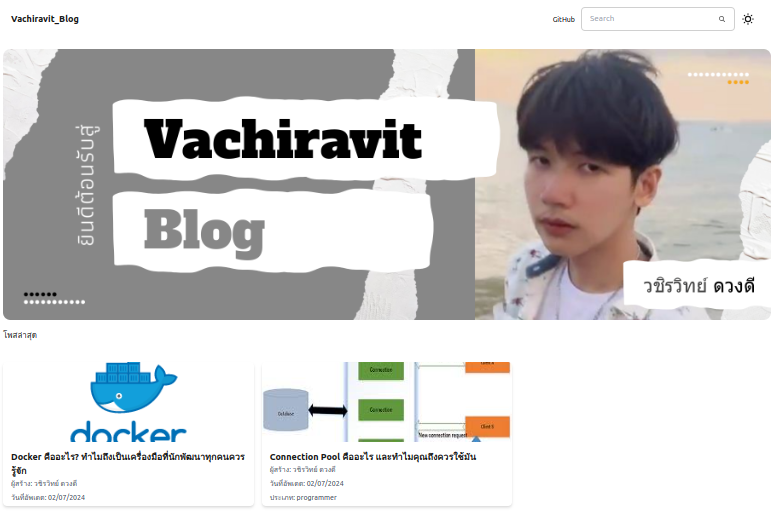 Vachiravit_Blog
GitHub
Search
ยินดีต้อนรับสู่
Vachiravit
Blog
วชิรวิทย์ ดวงดี
โพสล่าสุด
docker
Connection
Database
Connection
Client
New connection request
Docker คืออะไร? ทำไมถึงเป็นเครื่องมือที่นักพัฒนาทุกคนควร
รู้จัก
ผู้สร้าง: วชิรวิทย์ ดวงดี
วันที่อัพเดต: 02/07/2024
Connection Pool คืออะไร และทำไมคุณถึงควรใช้มัน
ผู้สร้าง: วชิรวิทย์ ดวงดี
วันที่อัพเดต: 02/07/2024
ประเภท: programmer